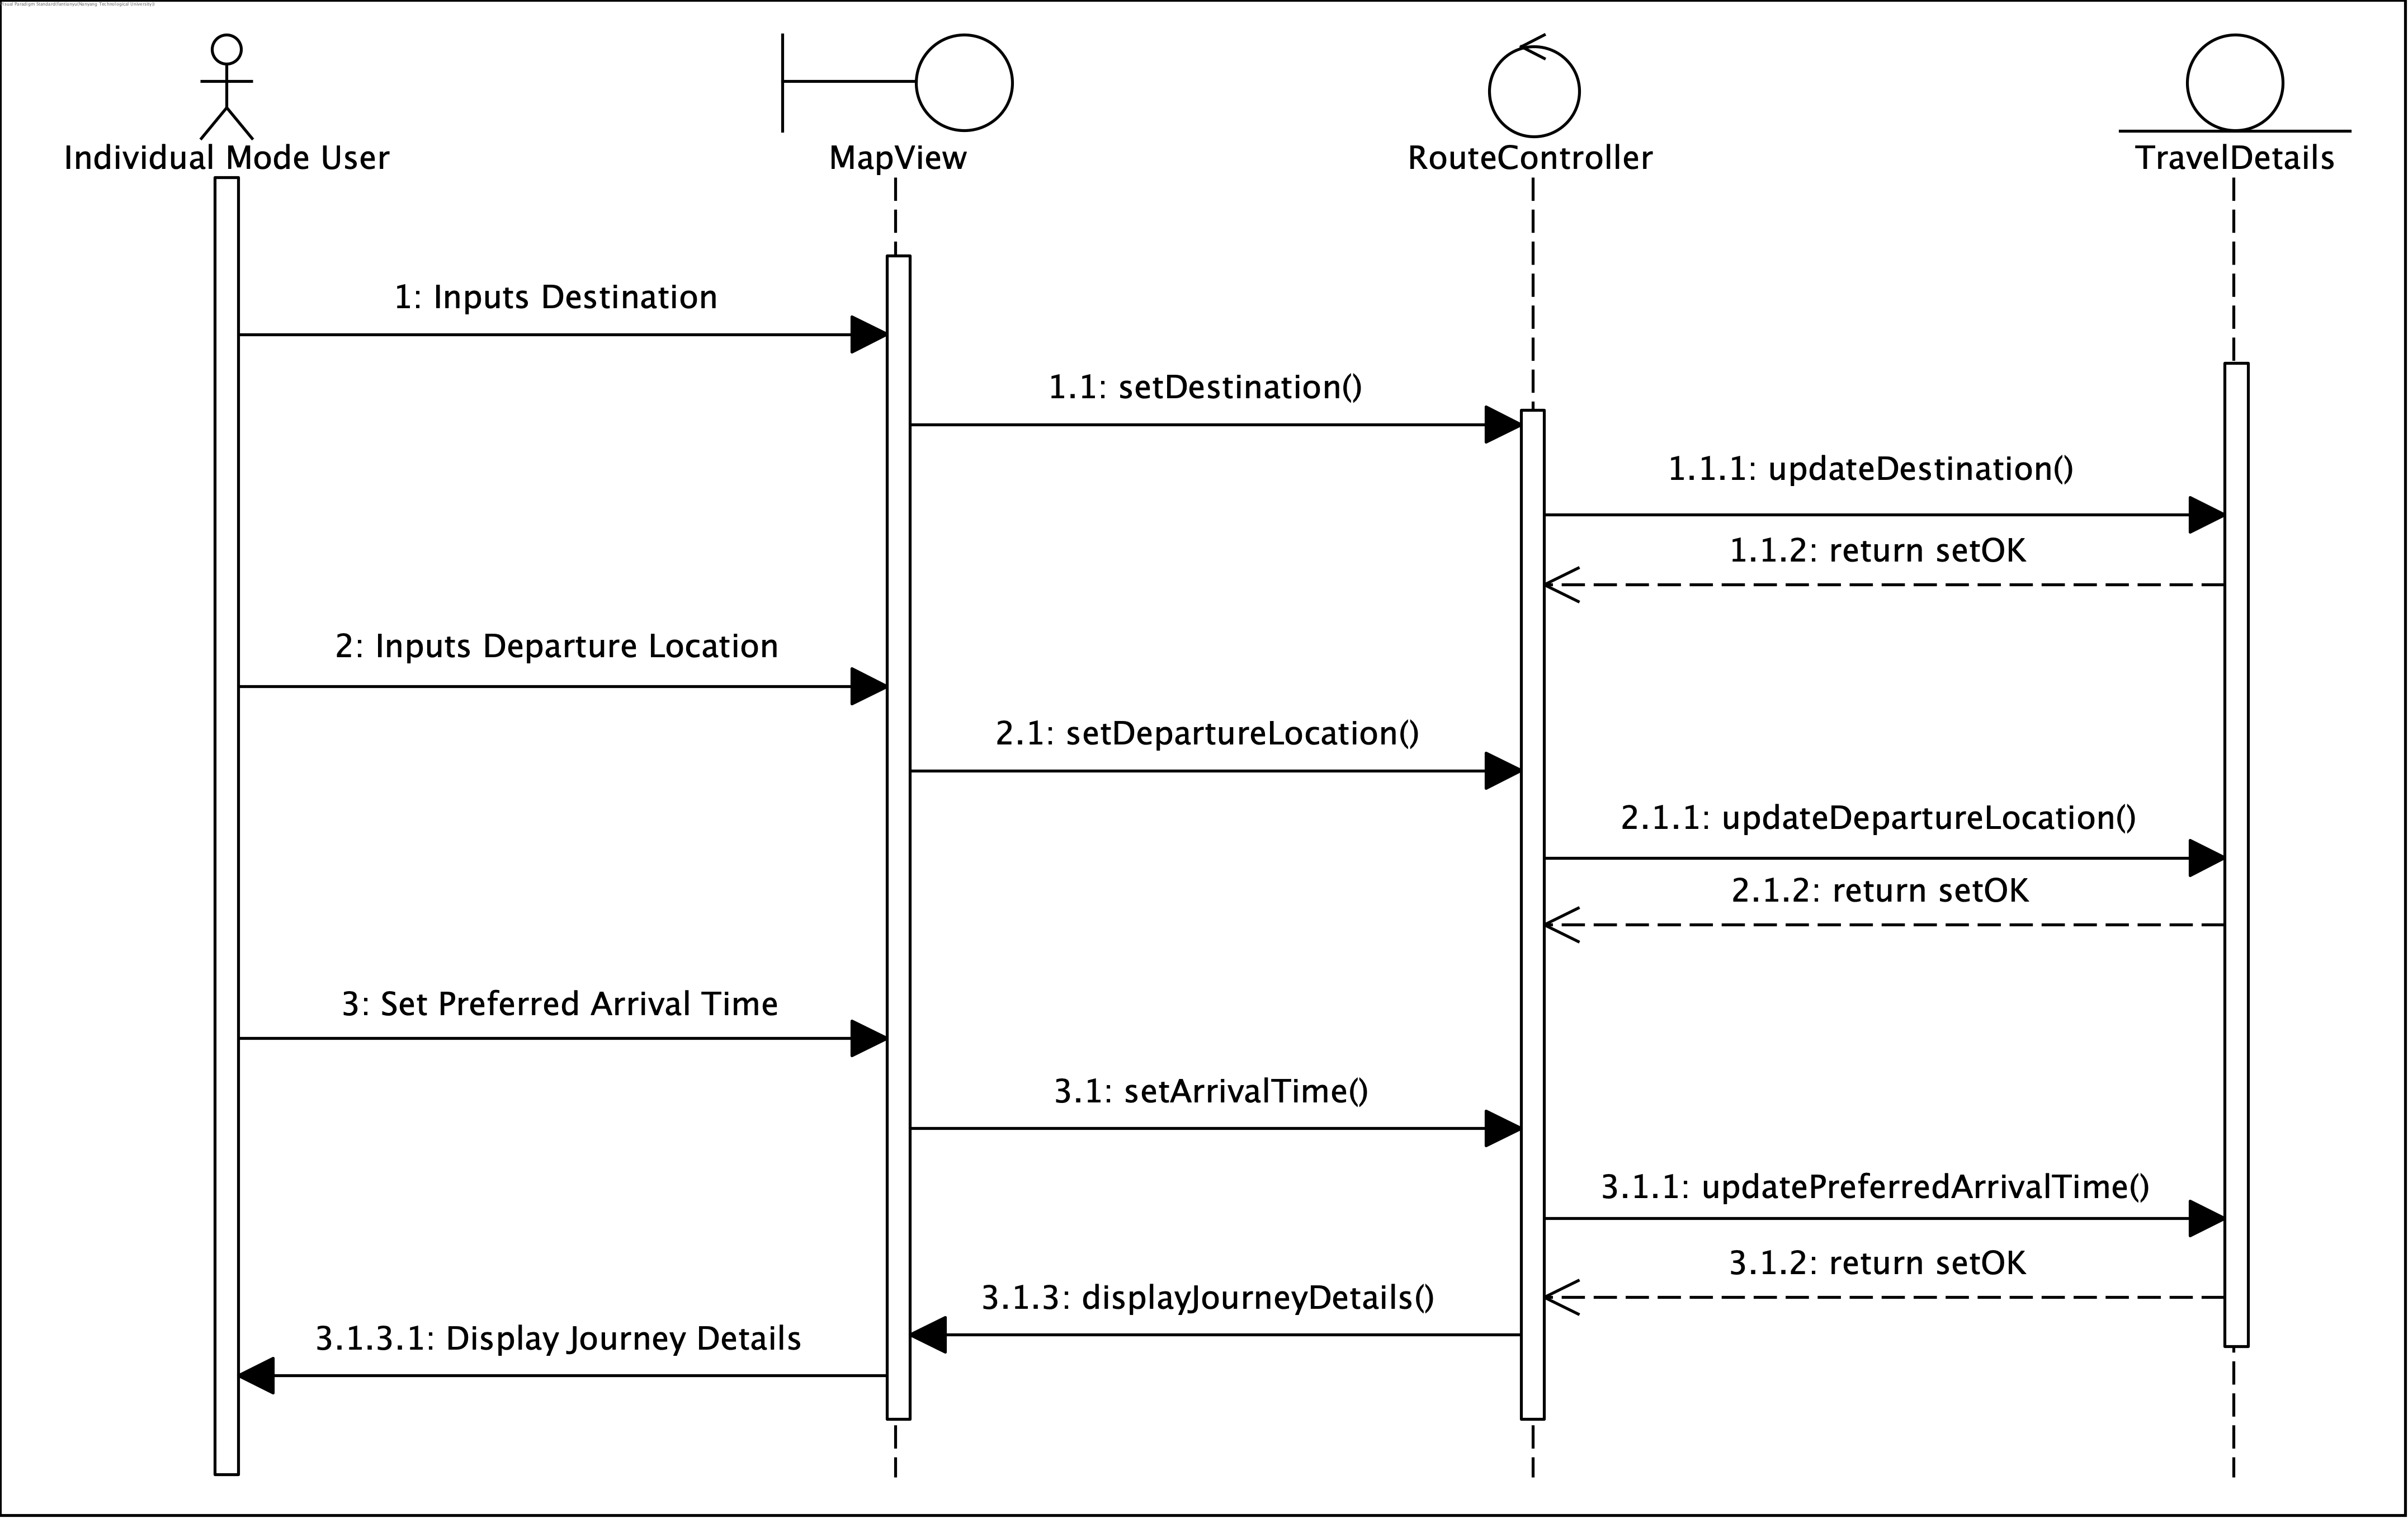 Visual Paradigm Standard(tiantianyu(Nanyang Technological University))
Individual Mode User
MapView
RouteController
TravelDetails
1: Inputs Destination
1.1: setDestination()
1.1.1: updateDestination()
1.1.2: return setOK
2: Inputs Departure Location
2.1: setDepartureLocation()
2.1.1: updateDepartureLocation()
2.1.2: return setOK
3: Set Preferred Arrival Time
3.1: setArrivalTime()
3.1.1: updatePreferredArrivalTime()
3.1.2: return setOK
3.1.3: displayJourneyDetails()
3.1.3.1: Display Journey Details